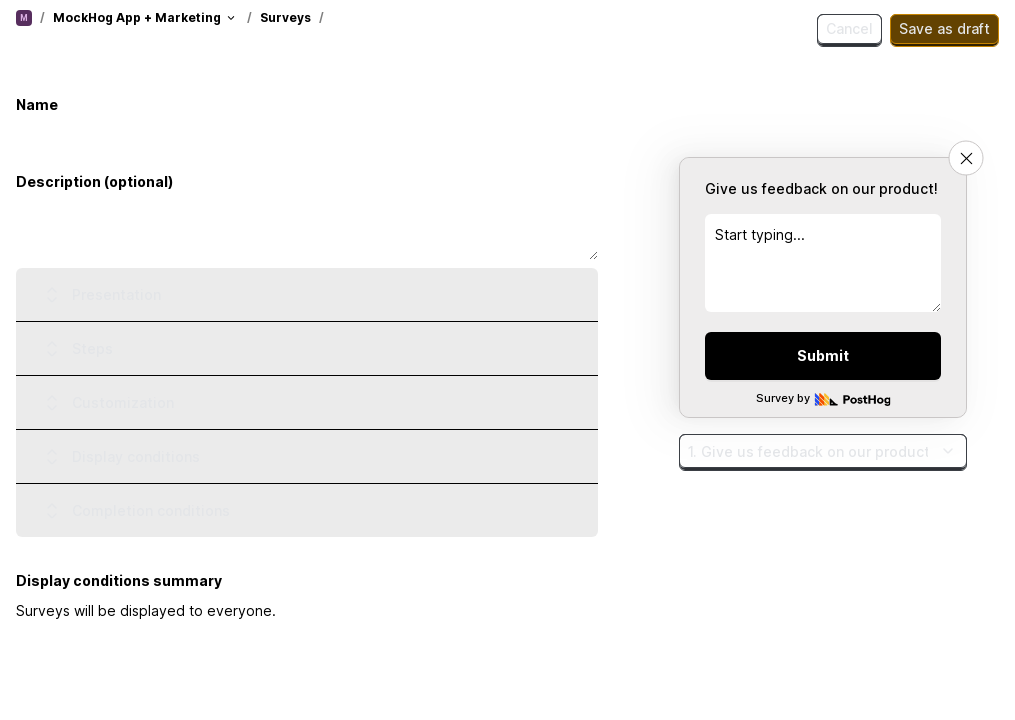 M / MockHog App + Marketing / Surveys /
Cancel
Save as draft
Name
Description (optional)
Presentation
Steps
Customization
Display conditions
Completion conditions
Display conditions summary
Surveys will be displayed to everyone.
Give us feedback on our product!
Start typing...
Submit
Survey by PostHog
1. Give us feedback on our product